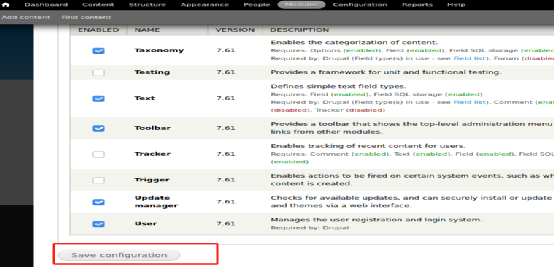 Dashboard Content Structure Appearance People Modules Configuration Reports Help
Add content Find content
ENABLED NAME VERSION DESCRIPTION
Taxonomy 7.61 Enables the categorization of content.
Requires: Options (enabled), Field (enabled), Field SQL storage (enabled
Required by: Drupal (Field type(s) in use - see Field list), Forum (disabled
Testing 7.61 Provides a framework for unit and functional testing.
Defines simple text field types.
Text 7.61 Requires: Field (enabled), Field SQL storage (enabled)
Required by: Drupal (Field type(s) in use - see Field list), Comment (ena
(disabled), Tracker (disabled)
Toolbar 7.61 Provides a toolbar that shows the top-level administration menu
links from other modules.
Enables tracking of recent content for users.
Tracker 7.61 Requires: Comment (enabled), Text (enabled), Field (enabled), Field SQL
(enabled)
Trigger 7.61 Enables actions to be fired on certain system events, such as wh
content is created.
Update manager 7.61 Checks for available updates, and can securely install or update
and themes via a web interface.
User 7.61 Manages the user registration and login system.
Required by: Drupal
Save configuration